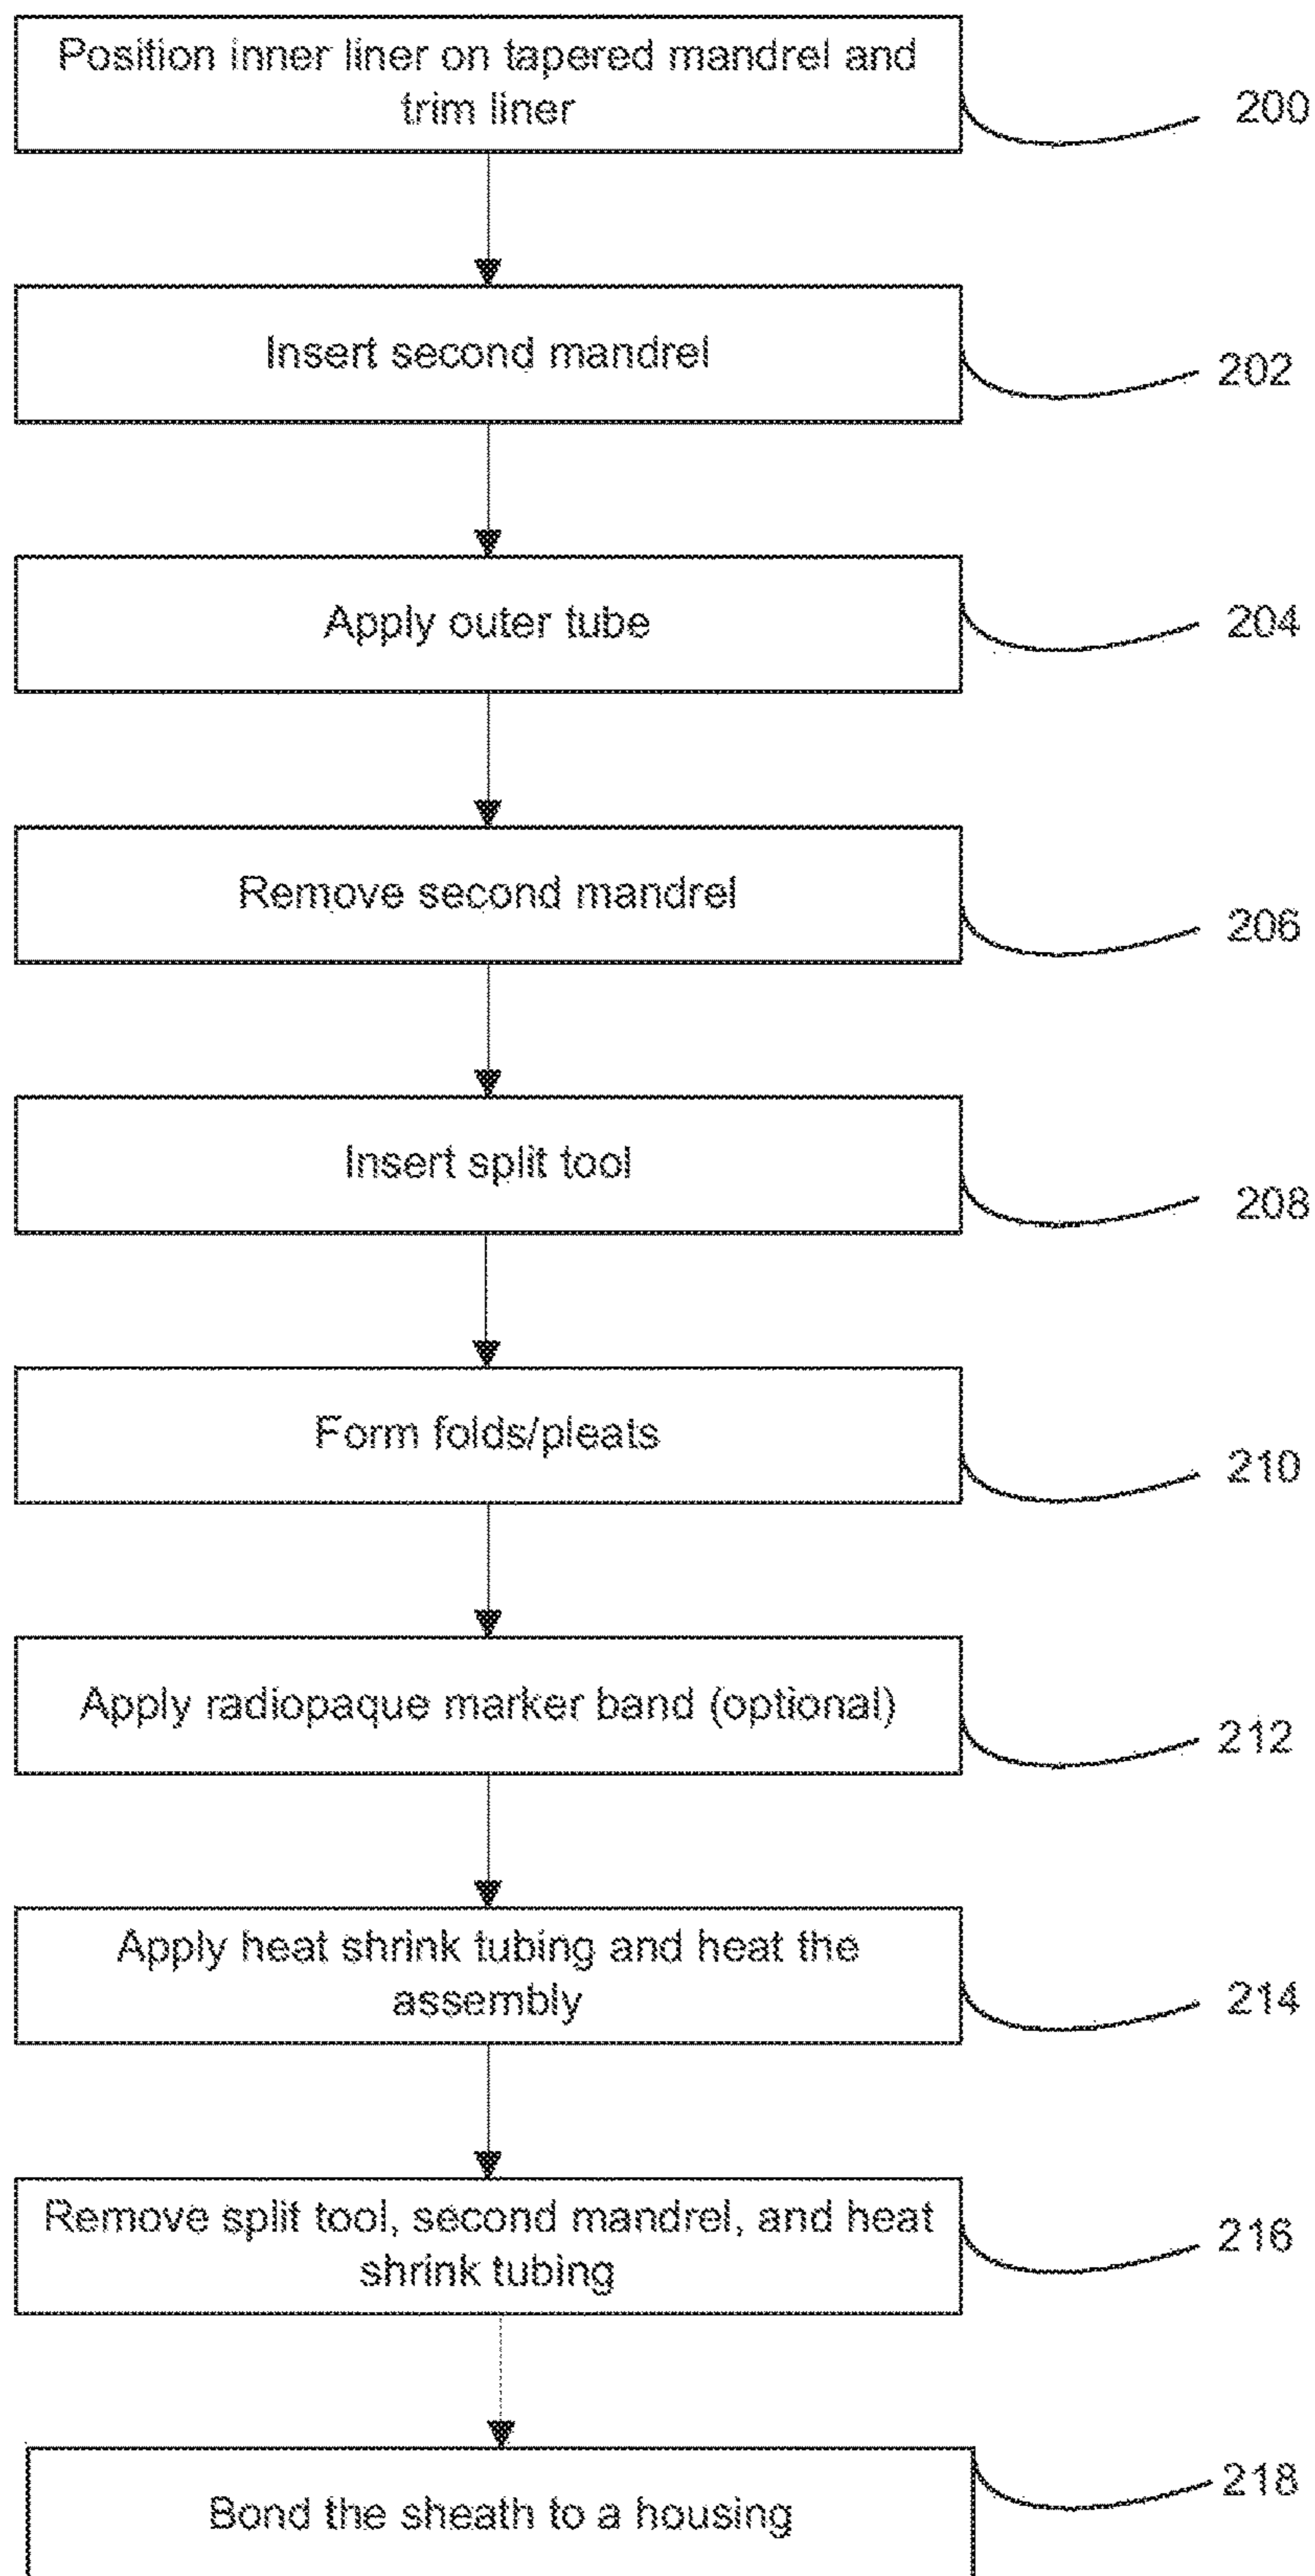 Position inner liner on tapered mandrel and
trim liner
200
Insert second mandrel
202
Apply outer tube
204
Remove second mandrel
206
Insert split tool
208
Form folds/pleats
210
Apply radiopaque marker band (optional)
212
Apply heat shrink tubing and heat the
assembly
214
Remove split tool, second mandrel, and heat
shrink tubing
216
Bond the sheath to a housing
218